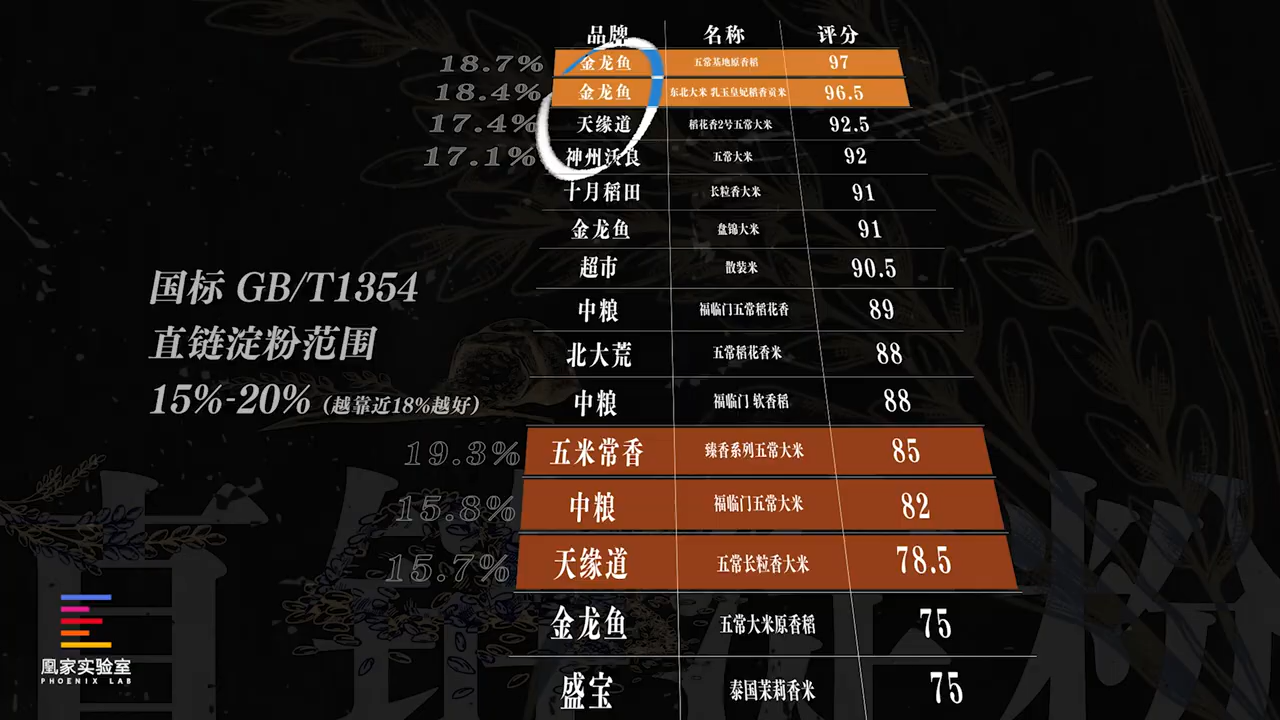 品牌 名称 评分
18.7% 金龙鱼 五常基地原香稻 97
18.4% 金龙鱼 东北大米 乳玉皇妃稻香贡米 96.5
17.4% 天缘道 稻花香2号五常大米 92.5
17.1% 神州沃良 五常大米 92
十月稻田 长粒香大米 91
金龙鱼 盘锦大米 91
超市 散装米 90.5
中粮 福临门五常稻花香 89
北大荒 五常稻花香米 88
中粮 福临门 软香稻 88
19.3% 五米常香 臻香系列五常大米 85
15.8% 中粮 福临门五常大米 82
15.7% 天缘道 五常长粒香大米 78.5
金龙鱼 五常大米原香稻 75
盛宝 泰国茉莉香米 75
国标 GB/T1354
直链淀粉范围
15%-20%（越靠近18%越好）
直链淀粉
凰家实验室
PHOENIX LAB